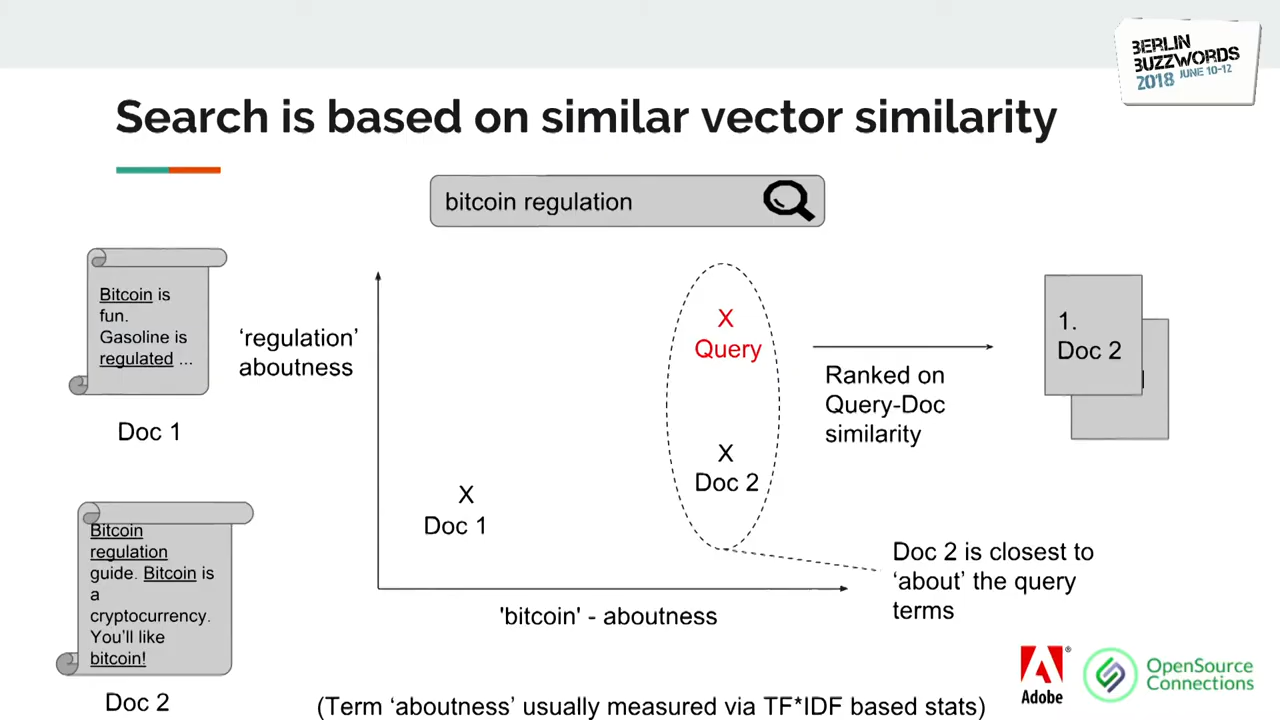 BERLIN
BUZZWORDS
2018 JUNE 10-12
Search is based on similar vector similarity
bitcoin regulation
Bitcoin is
fun.
Gasoline is
regulated ...
Doc 1
‘regulation’
aboutness
X
Query
X
Doc 2
X
Doc 1
'bitcoin' - aboutness
Ranked on
Query-Doc
similarity
1.
Doc 2
Doc 2 is closest to
‘about’ the query
terms
Bitcoin
regulation
guide. Bitcoin is
a
cryptocurrency.
You’ll like
bitcoin!
Doc 2
(Term ‘aboutness’ usually measured via TF*IDF based stats)
Adobe®
OpenSource
Connections